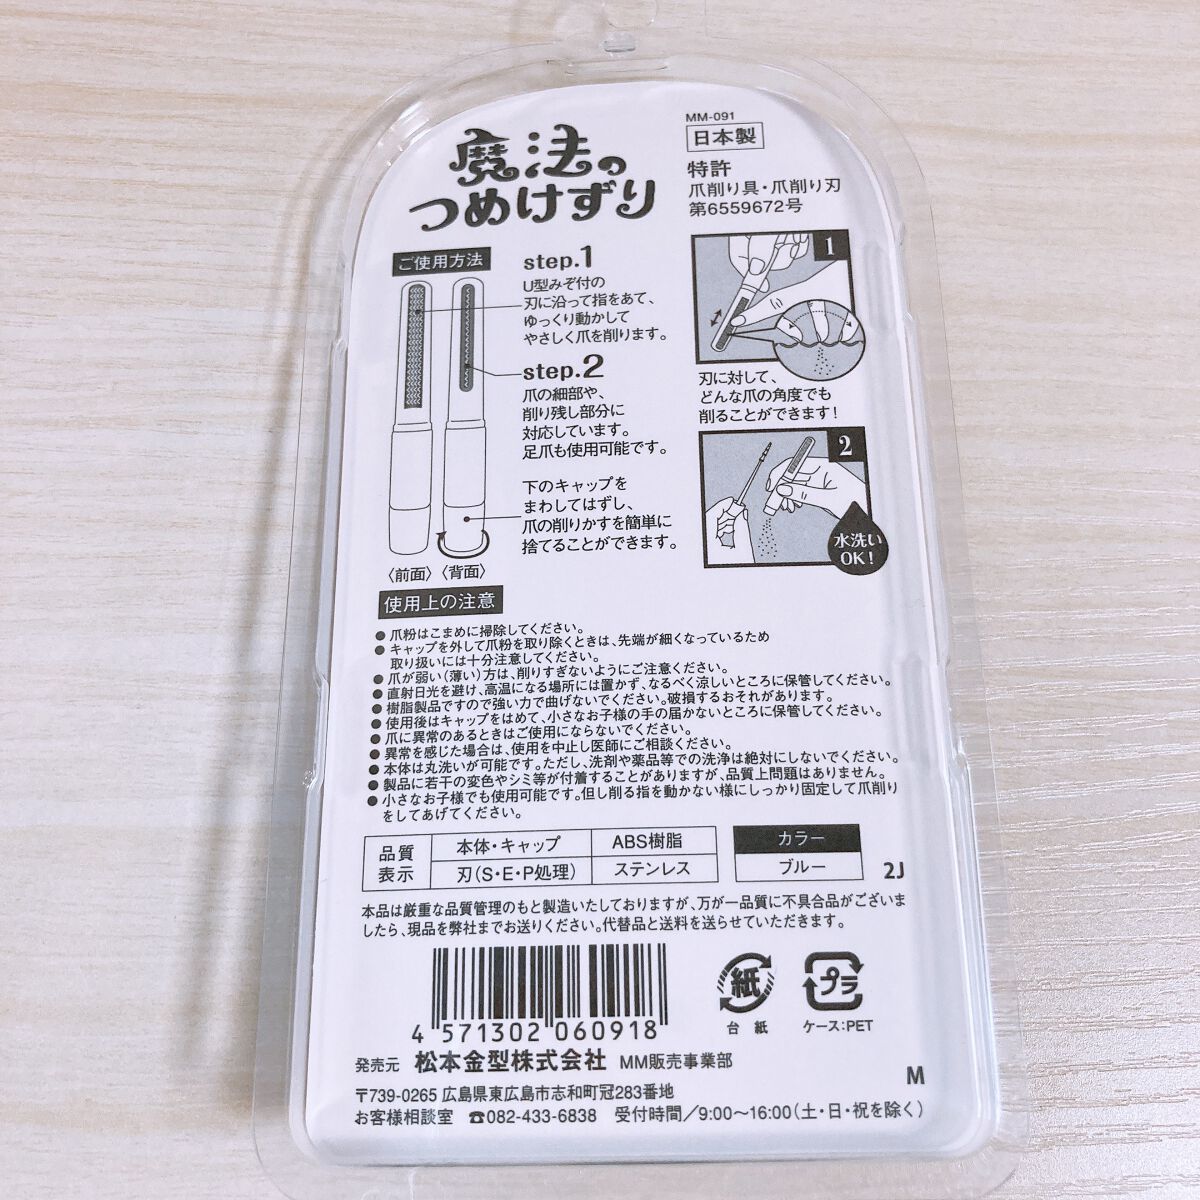 魔法の
つめけずり
MM-091
日本製
特許
爪削り具・爪削り刃
第6559672号
ご使用方法
step.1
U型みぞ付の
刃に沿って指をあて、
ゆっくり動かして
やさしく爪を削ります。
step.2
爪の細部や、
削り残し部分に
対応しています。
足爪も使用可能です。
下のキャップを
まわしてはずし、
爪の削りかすを簡単に
捨てることができます。
〈前面〉〈背面〉
1
刃に対して、
どんな爪の角度でも
削ることができます!
2
水洗い
OK!
使用上の注意
●爪粉はこまめに掃除してください。
●キャップを外して爪粉を取り除くときは、先端が細くなっているため
取り扱いには十分注意してください。
●爪が弱い(薄い)方は、削りすぎないようにご注意ください。
●直射日光を避け、高温になる場所には置かず、なるべく涼しいところに保管してください。
●樹脂製品ですので強い力で曲げないでください。破損するおそれがあります。
●使用後はキャップをはめて、小さなお子様の手の届かないところに保管してください。
●爪に異常のあるときはご使用にならないでください。
●異常を感じた場合は、使用を中止し医師にご相談ください。
●本体は丸洗いが可能です。ただし、洗剤や薬品等での洗浄は絶対にしないでください。
●製品に若干の変色やシミ等が付着することがありますが、品質上問題はありません。
●小さなお子様でも使用可能です。但し削る指を動かない様にしっかり固定して爪削り
をしてあげてください。
品質
表示
本体・キャップ
ABS樹脂
刃(S・E・P処理)
ステンレス
カラー
ブルー
2J
本品は厳重な品質管理のもと製造いたしておりますが、万が一品質に不具合品がございま
したら、現品を弊社までお送りください。代替品と送料を送らせていただきます。
4 571302 060918
紙
台紙
プラ
ケース:PET
発売元 松本金型株式会社 MM販売事業部
M
〒739-0265 広島県東広島市志和町冠283番地
お客様相談室 ☎082-433-6838 受付時間/9:00～16:00(土・日・祝を除く)